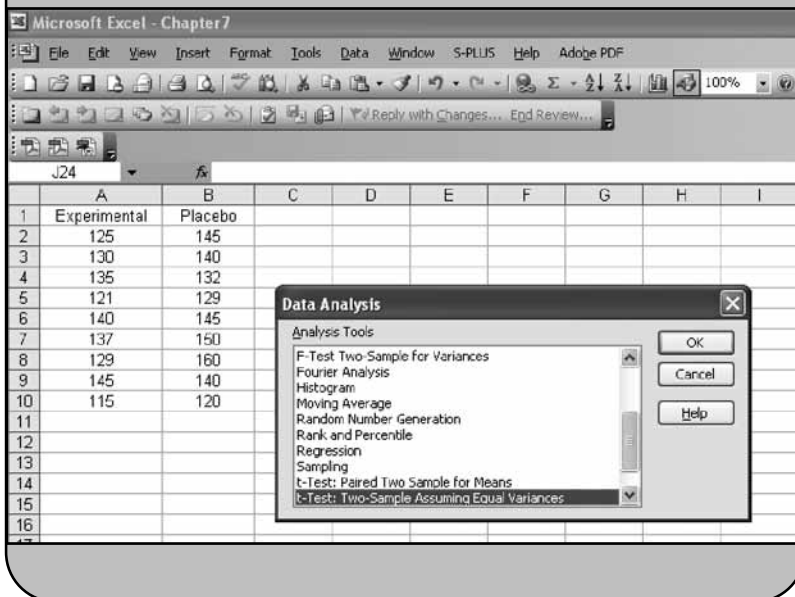 Microsoft Excel - Chapter7
File Edit View Insert Format Tools Data Window S-PLUS Help Adobe PDF
100%
Reply with Changes... End Review...
J24 fx
A B C D E F G H I
1 Experimental Placebo
2 125 145
3 130 140
4 135 132
5 121 129
6 140 145
7 137 150
8 129 160
9 145 140
10 115 120
11
12
13
14
15
16
Data Analysis
Analysis Tools
F-Test Two-Sample for Variances
Fourier Analysis
Histogram
Moving Average
Random Number Generation
Rank and Percentile
Regression
Sampling
t-Test: Paired Two Sample for Means
t-Test: Two-Sample Assuming Equal Variances
OK
Cancel
Help